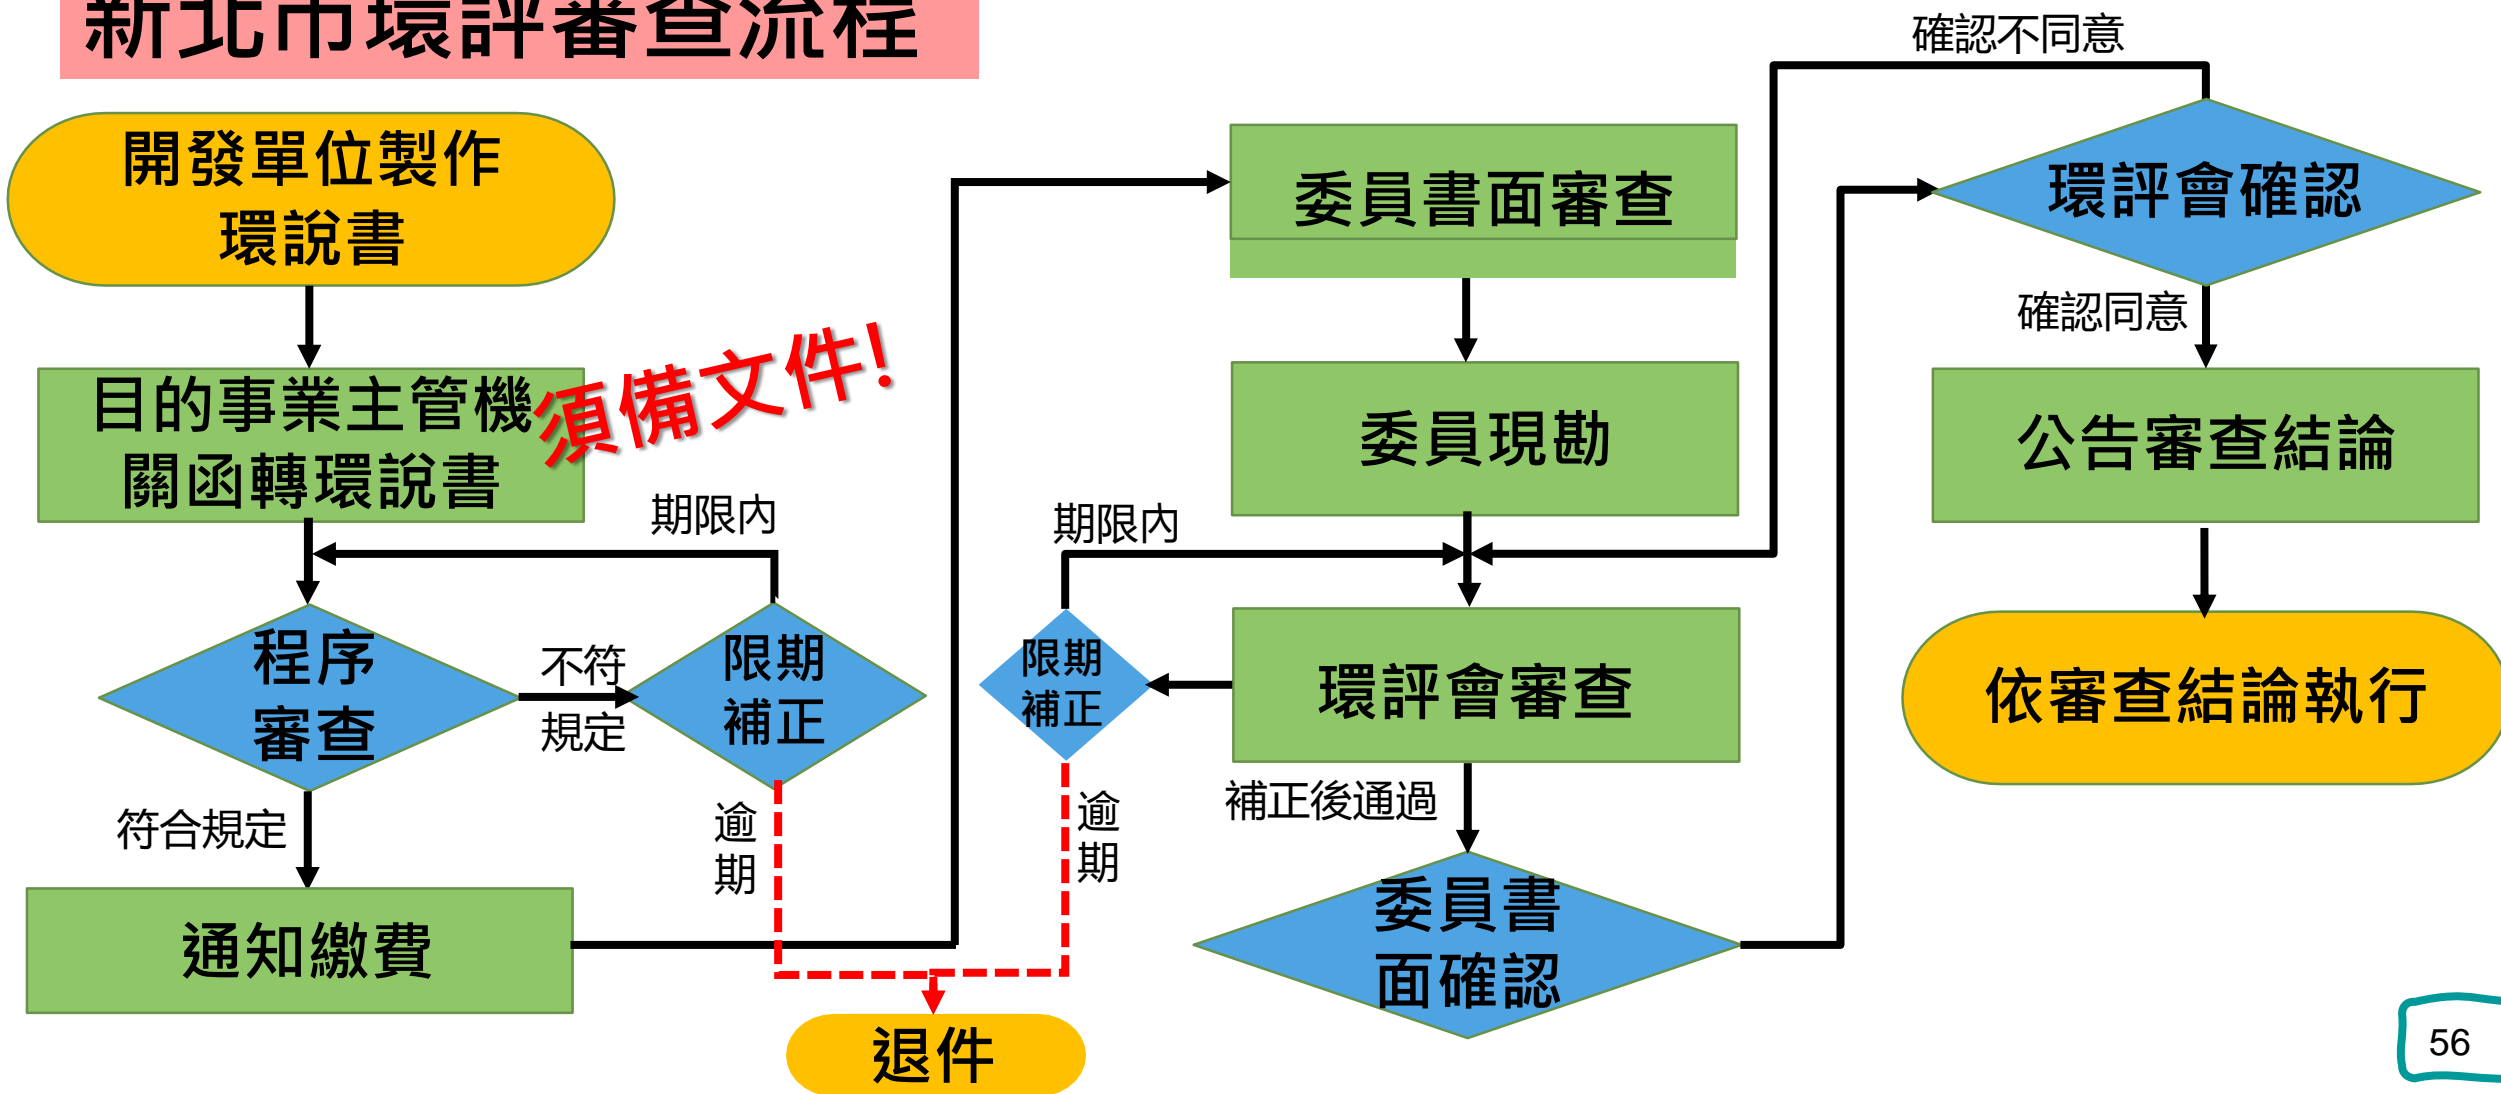 新北市環評審查流程
開發單位製作
環說書
目的事業主管機
關函轉環說書
須備文件!
期限內
程序
審查
不符
規定
限期
補正
符合規定
逾
期
通知繳費
退件
委員書面審查
委員現勘
期限內
限期
補正
逾
期
環評會審查
補正後通過
委員書
面確認
確認不同意
環評會確認
確認同意
公告審查結論
依審查結論執行
56